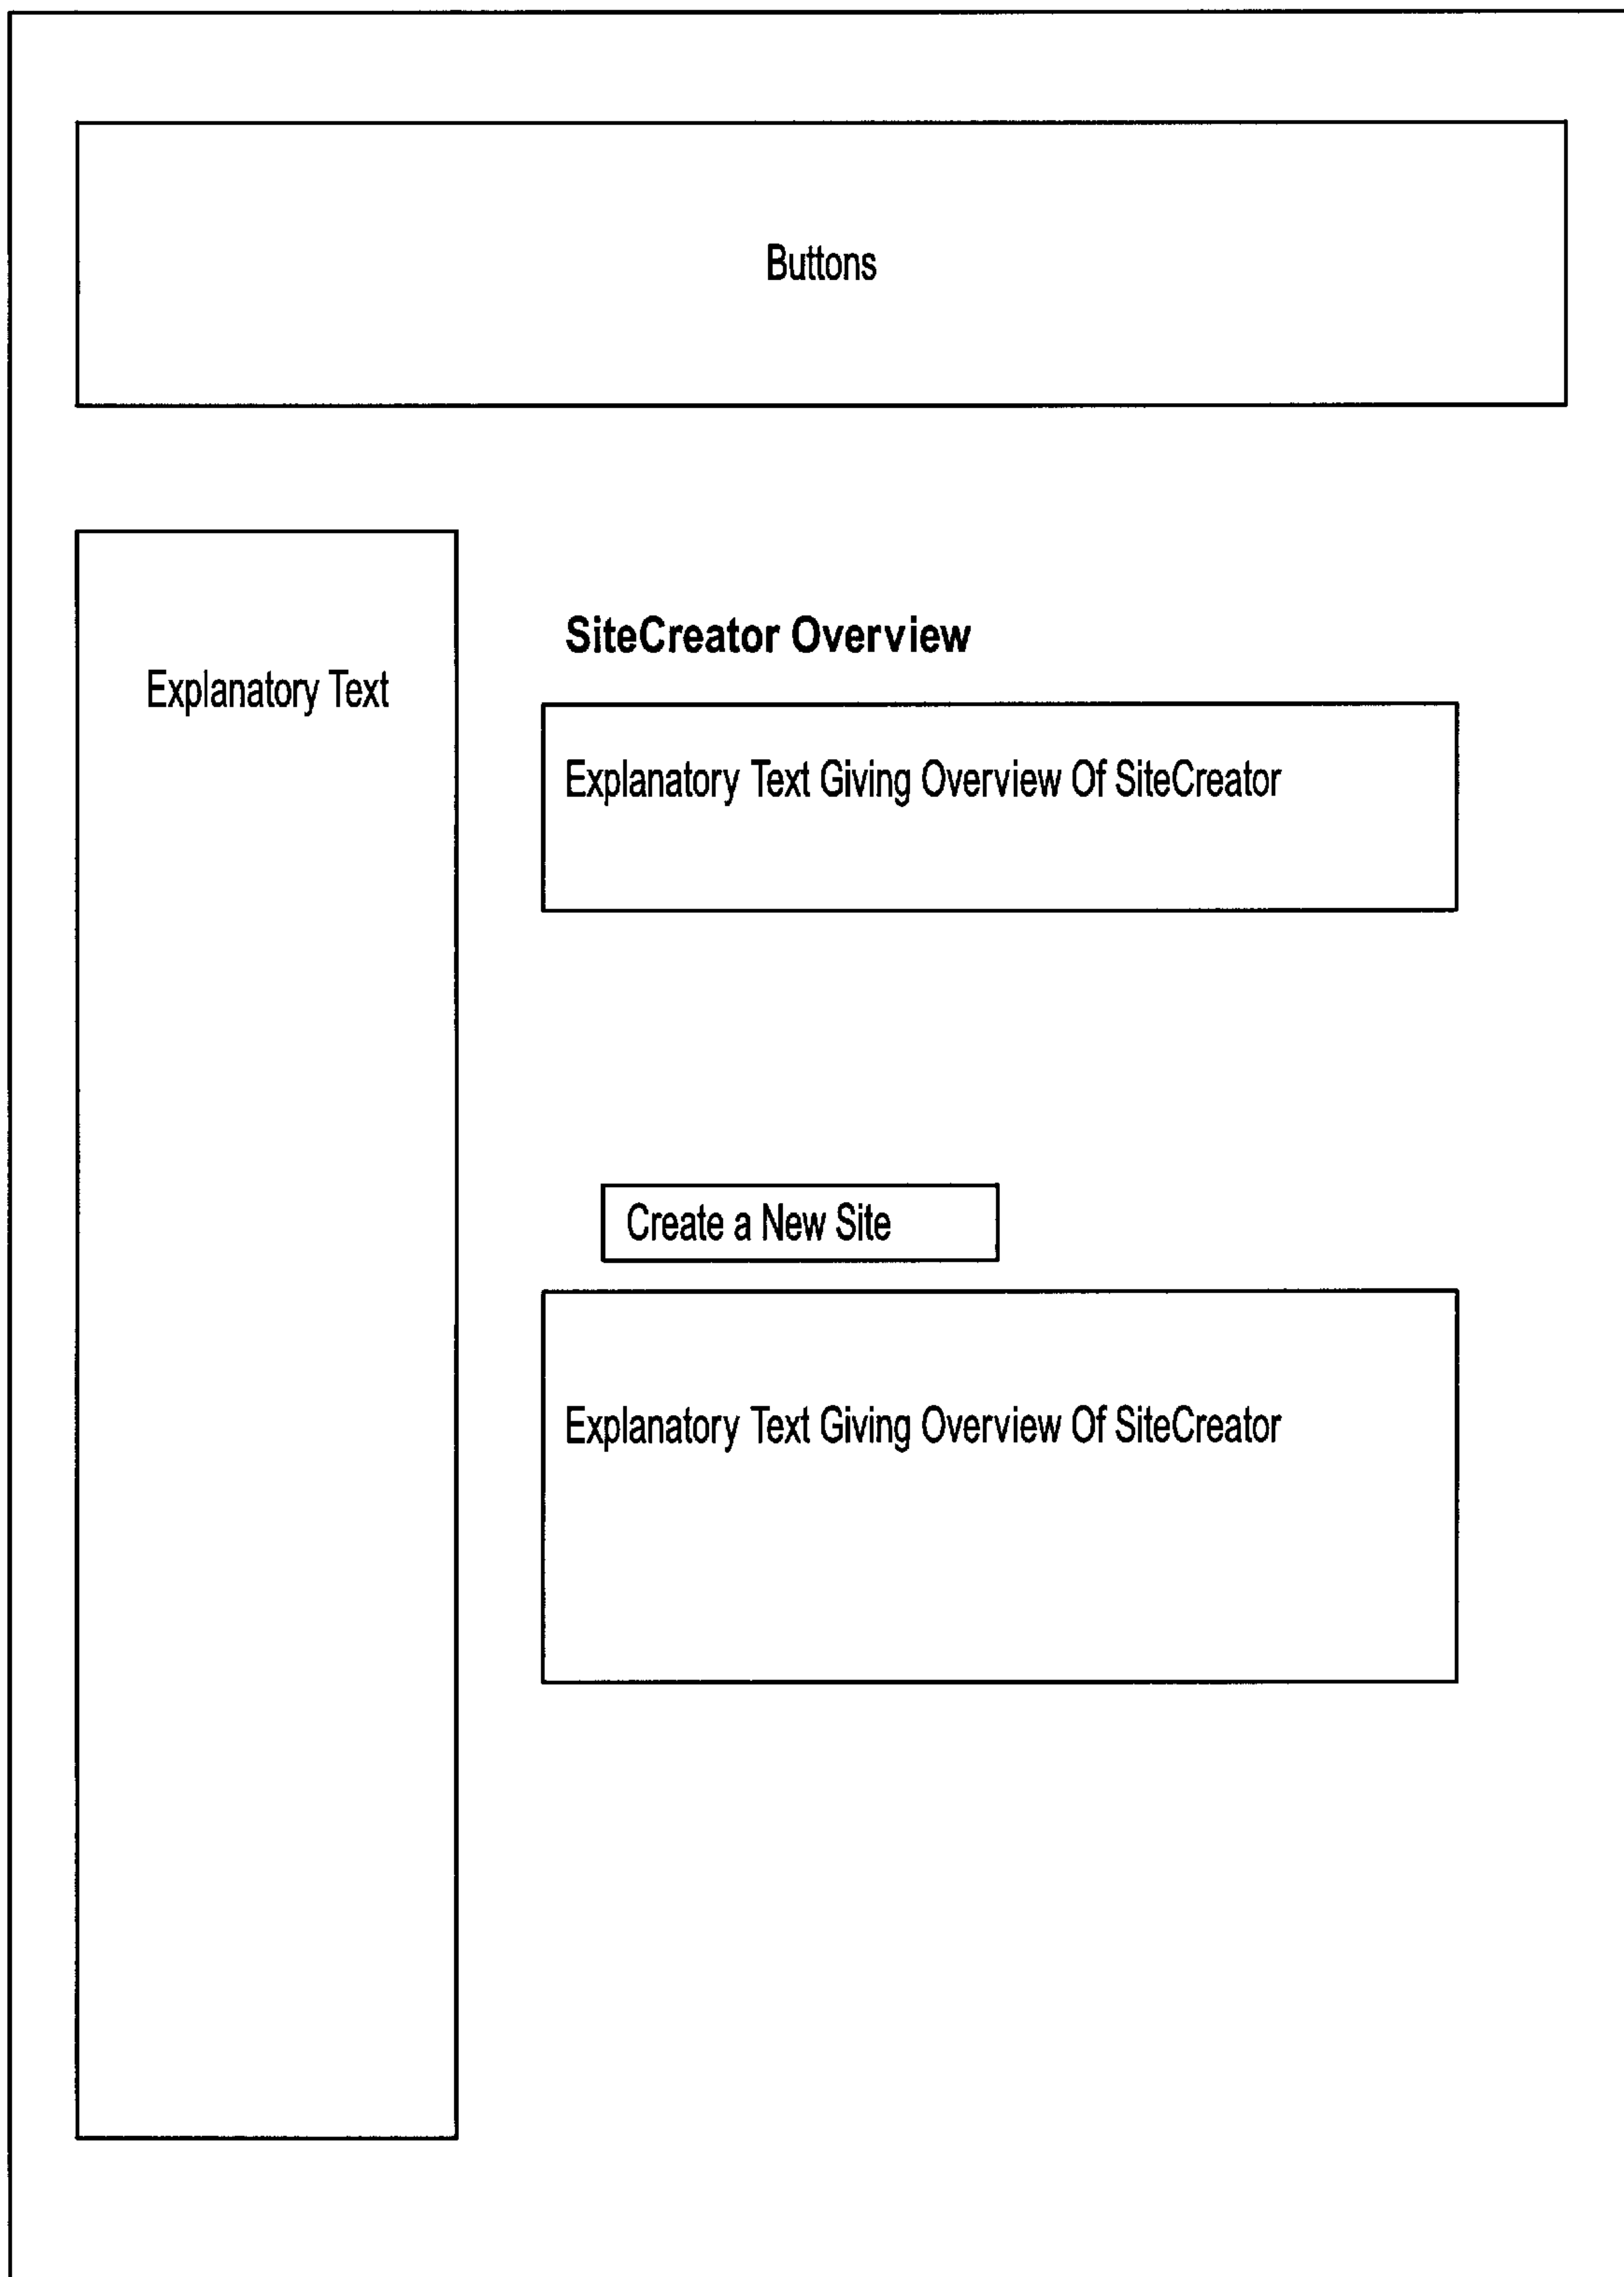 Buttons
Explanatory Text
SiteCreator Overview
Explanatory Text Giving Overview Of SiteCreator
Create a New Site
Explanatory Text Giving Overview Of SiteCreator